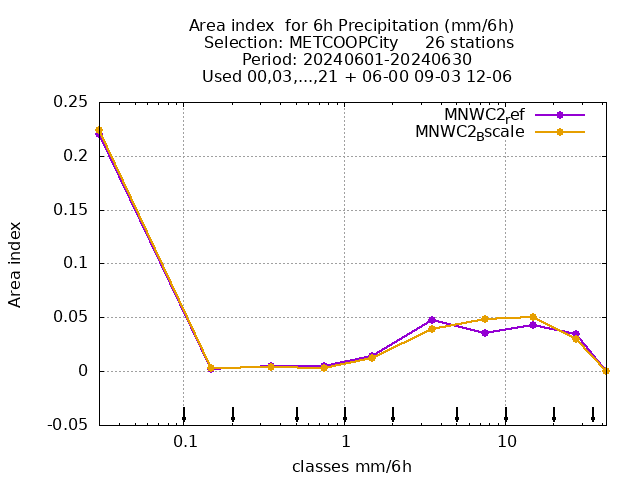 Area index  for 6h Precipitation (mm/6h)
Selection: METCOOPCity     26 stations
Period: 20240601-20240630
Used 00,03,...,21 + 06-00 09-03 12-06
MNWC2ref
MNWC2Bscale
0.25
0.2
0.15
0.1
0.05
0
-0.05
Area index
0.1 1 10
classes mm/6h